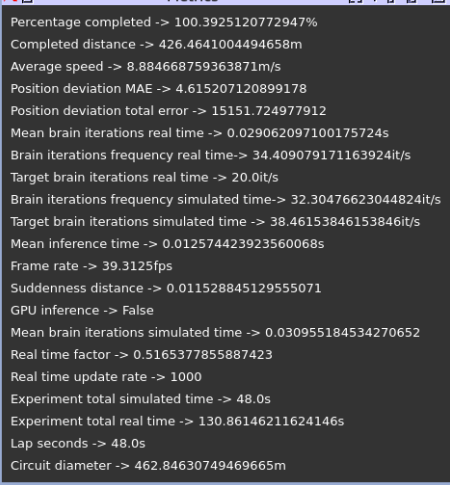 Percentage completed -> 100.3925120772947%
Completed distance -> 426.4641004494658m
Average speed -> 8.884668759363871m/s
Position deviation MAE -> 4.615207120899178
Position deviation total error -> 15151.724977912
Mean brain iterations real time -> 0.029062097100175724s
Brain iterations frequency real time-> 34.409079171163924it/s
Target brain iterations real time -> 20.0it/s
Brain iterations frequency simulated time-> 32.30476623044824it/s
Target brain iterations simulated time -> 38.46153846153846it/s
Mean inference time -> 0.012574423923560068s
Frame rate -> 39.3125fps
Suddenness distance -> 0.011528845129555071
GPU inference -> False
Mean brain iterations simulated time -> 0.030955184534270652
Real time factor -> 0.5165377855887423
Real time update rate -> 1000
Experiment total simulated time -> 48.0s
Experiment total real time -> 130.86146211624146s
Lap seconds -> 48.0s
Circuit diameter -> 462.84630749469665m